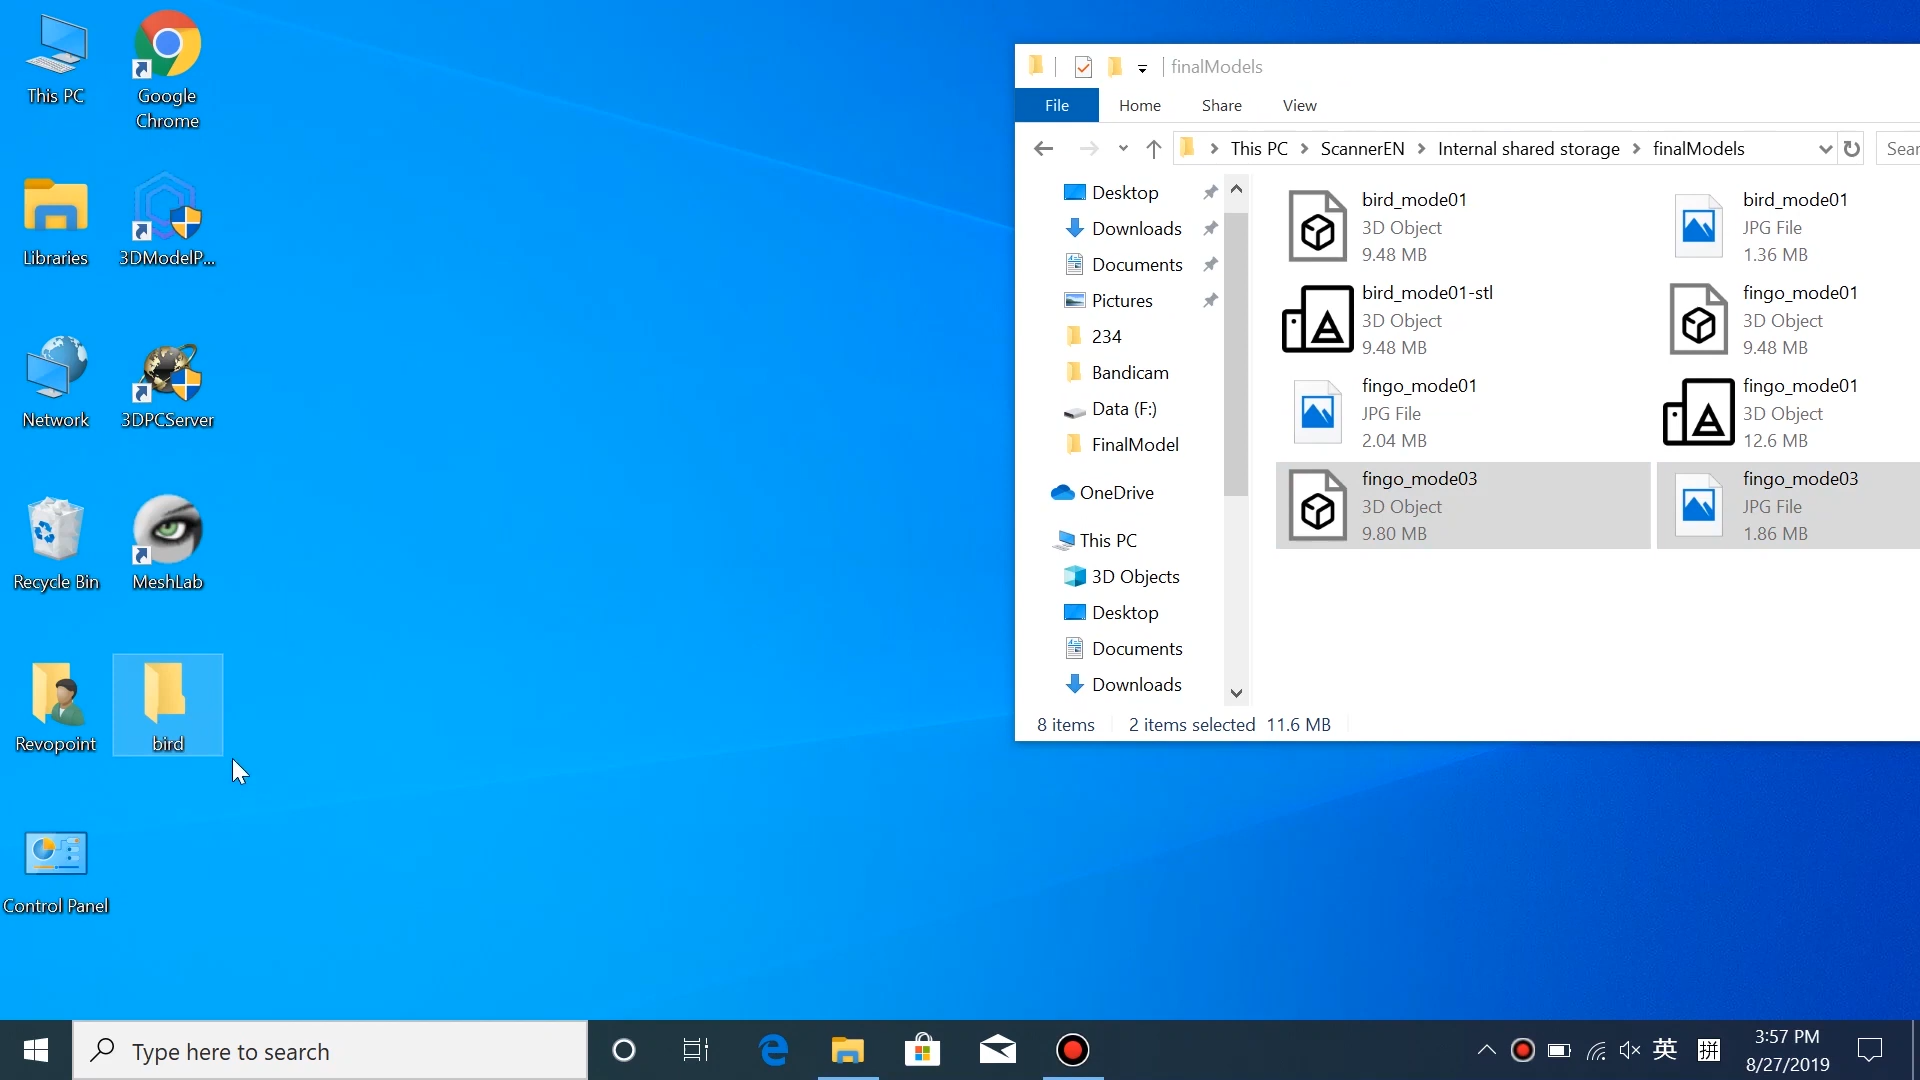 This PC
Google
Chrome
Libraries
3DModelP...
Network
3DPCServer
Recycle Bin
MeshLab
Revopoint
bird
Control Panel
finalModels
File
Home
Share
View
This PC
ScannerEN
Internal shared storage
finalModels
Sear
Desktop
Downloads
Documents
Pictures
234
Bandicam
Data (F:)
FinalModel
OneDrive
This PC
3D Objects
Desktop
Documents
Downloads
bird_mode01
3D Object
9.48 MB
bird_mode01
JPG File
1.36 MB
bird_mode01-stl
3D Object
9.48 MB
fingo_mode01
3D Object
9.48 MB
fingo_mode01
JPG File
2.04 MB
fingo_mode01
3D Object
12.6 MB
fingo_mode03
3D Object
9.80 MB
fingo_mode03
JPG File
1.86 MB
8 items
2 items selected 11.6 MB
Type here to search
英
拼
3:57 PM
8/27/2019